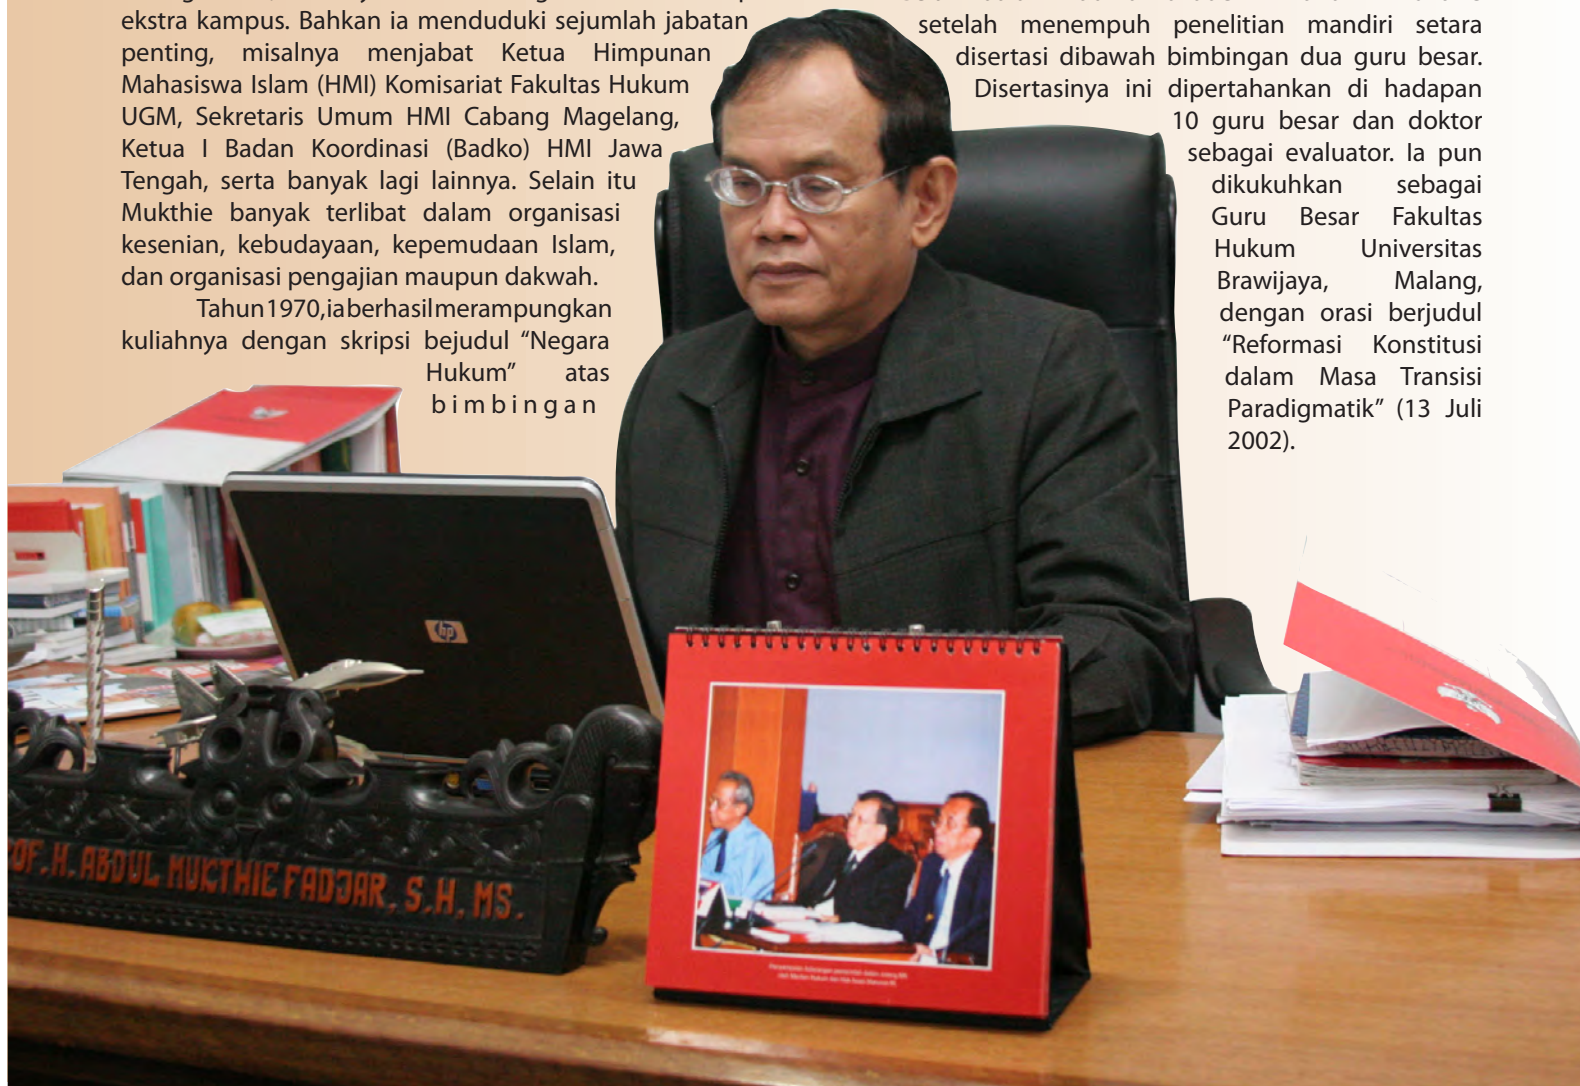 ekstra kampus. Bahkan ia menduduki sejumlah jabatan
penting, misalnya menjabat Ketua Himpunan
Mahasiswa Islam (HMI) Komisariat Fakultas Hukum
UGM, Sekretaris Umum HMI Cabang Magelang,
Ketua I Badan Koordinasi (Badko) HMI Jawa
Tengah, serta banyak lagi lainnya. Selain itu
Mukthie banyak terlibat dalam organisasi
kesenian, kebudayaan, kepemudaan Islam,
dan organisasi pengajian maupun dakwah.
Tahun 1970, ia berhasil merampungkan
kuliahnya dengan skripsi bejudul “Negara
Hukum” atas
bimbingan
setelah menempuh penelitian mandiri setara
disertasi dibawah bimbingan dua guru besar.
Disertasinya ini dipertahankan di hadapan
10 guru besar dan doktor
sebagai evaluator. Ia pun
dikukuhkan sebagai
Guru Besar Fakultas
Hukum Universitas
Brawijaya, Malang,
dengan orasi berjudul
“Reformasi Konstitusi
dalam Masa Transisi
Paradigmatik” (13 Juli
2002).
hp
OF.H. ABDUL MUKTHIE FADJAR, S.H, MS.